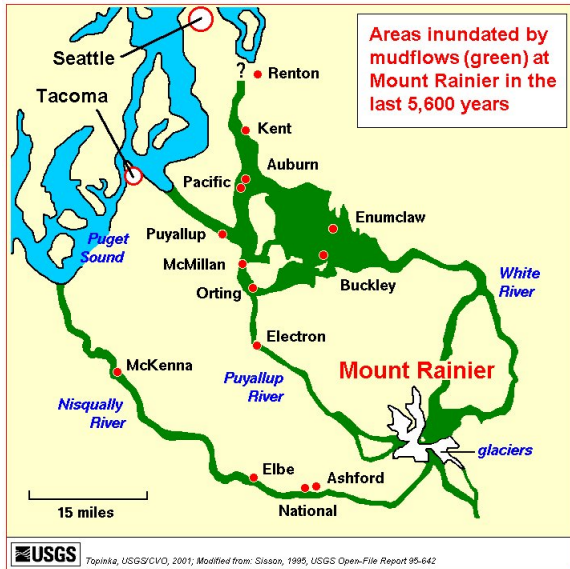 Areas inundated by
mudflows (green) at
Mount Rainier in the
last 5,600 years
Seattle
Tacoma
?
Renton
Kent
Auburn
Pacific
Enumclaw
Puyallup
Puget
Sound
McMillan
Orting
Buckley
White
River
Electron
McKenna
Puyallup
River
Mount Rainier
Nisqually
River
glaciers
Elbe
Ashford
National
15 miles
USGS
Topinka, USGS/CVO, 2001; Modified from: Sisson, 1995, USGS Open-File Report 95-642